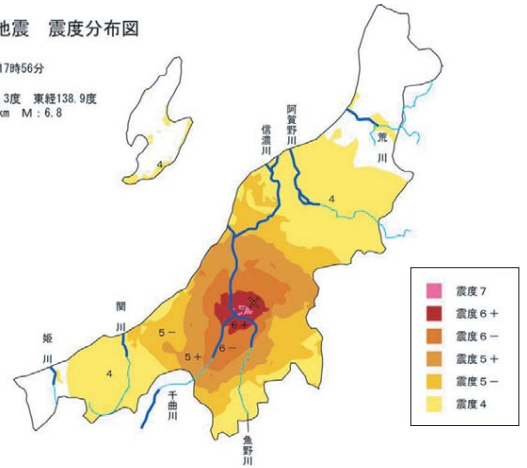 地震 震度分布図
17時56分
3度 東経138.9度
km M：6.8
阿賀野川
信濃川
荒川
4
4
関川
姫川
5－
6＋
5＋
6－
4
千曲川
魚野川
震度7
震度6＋
震度6－
震度5＋
震度5－
震度4